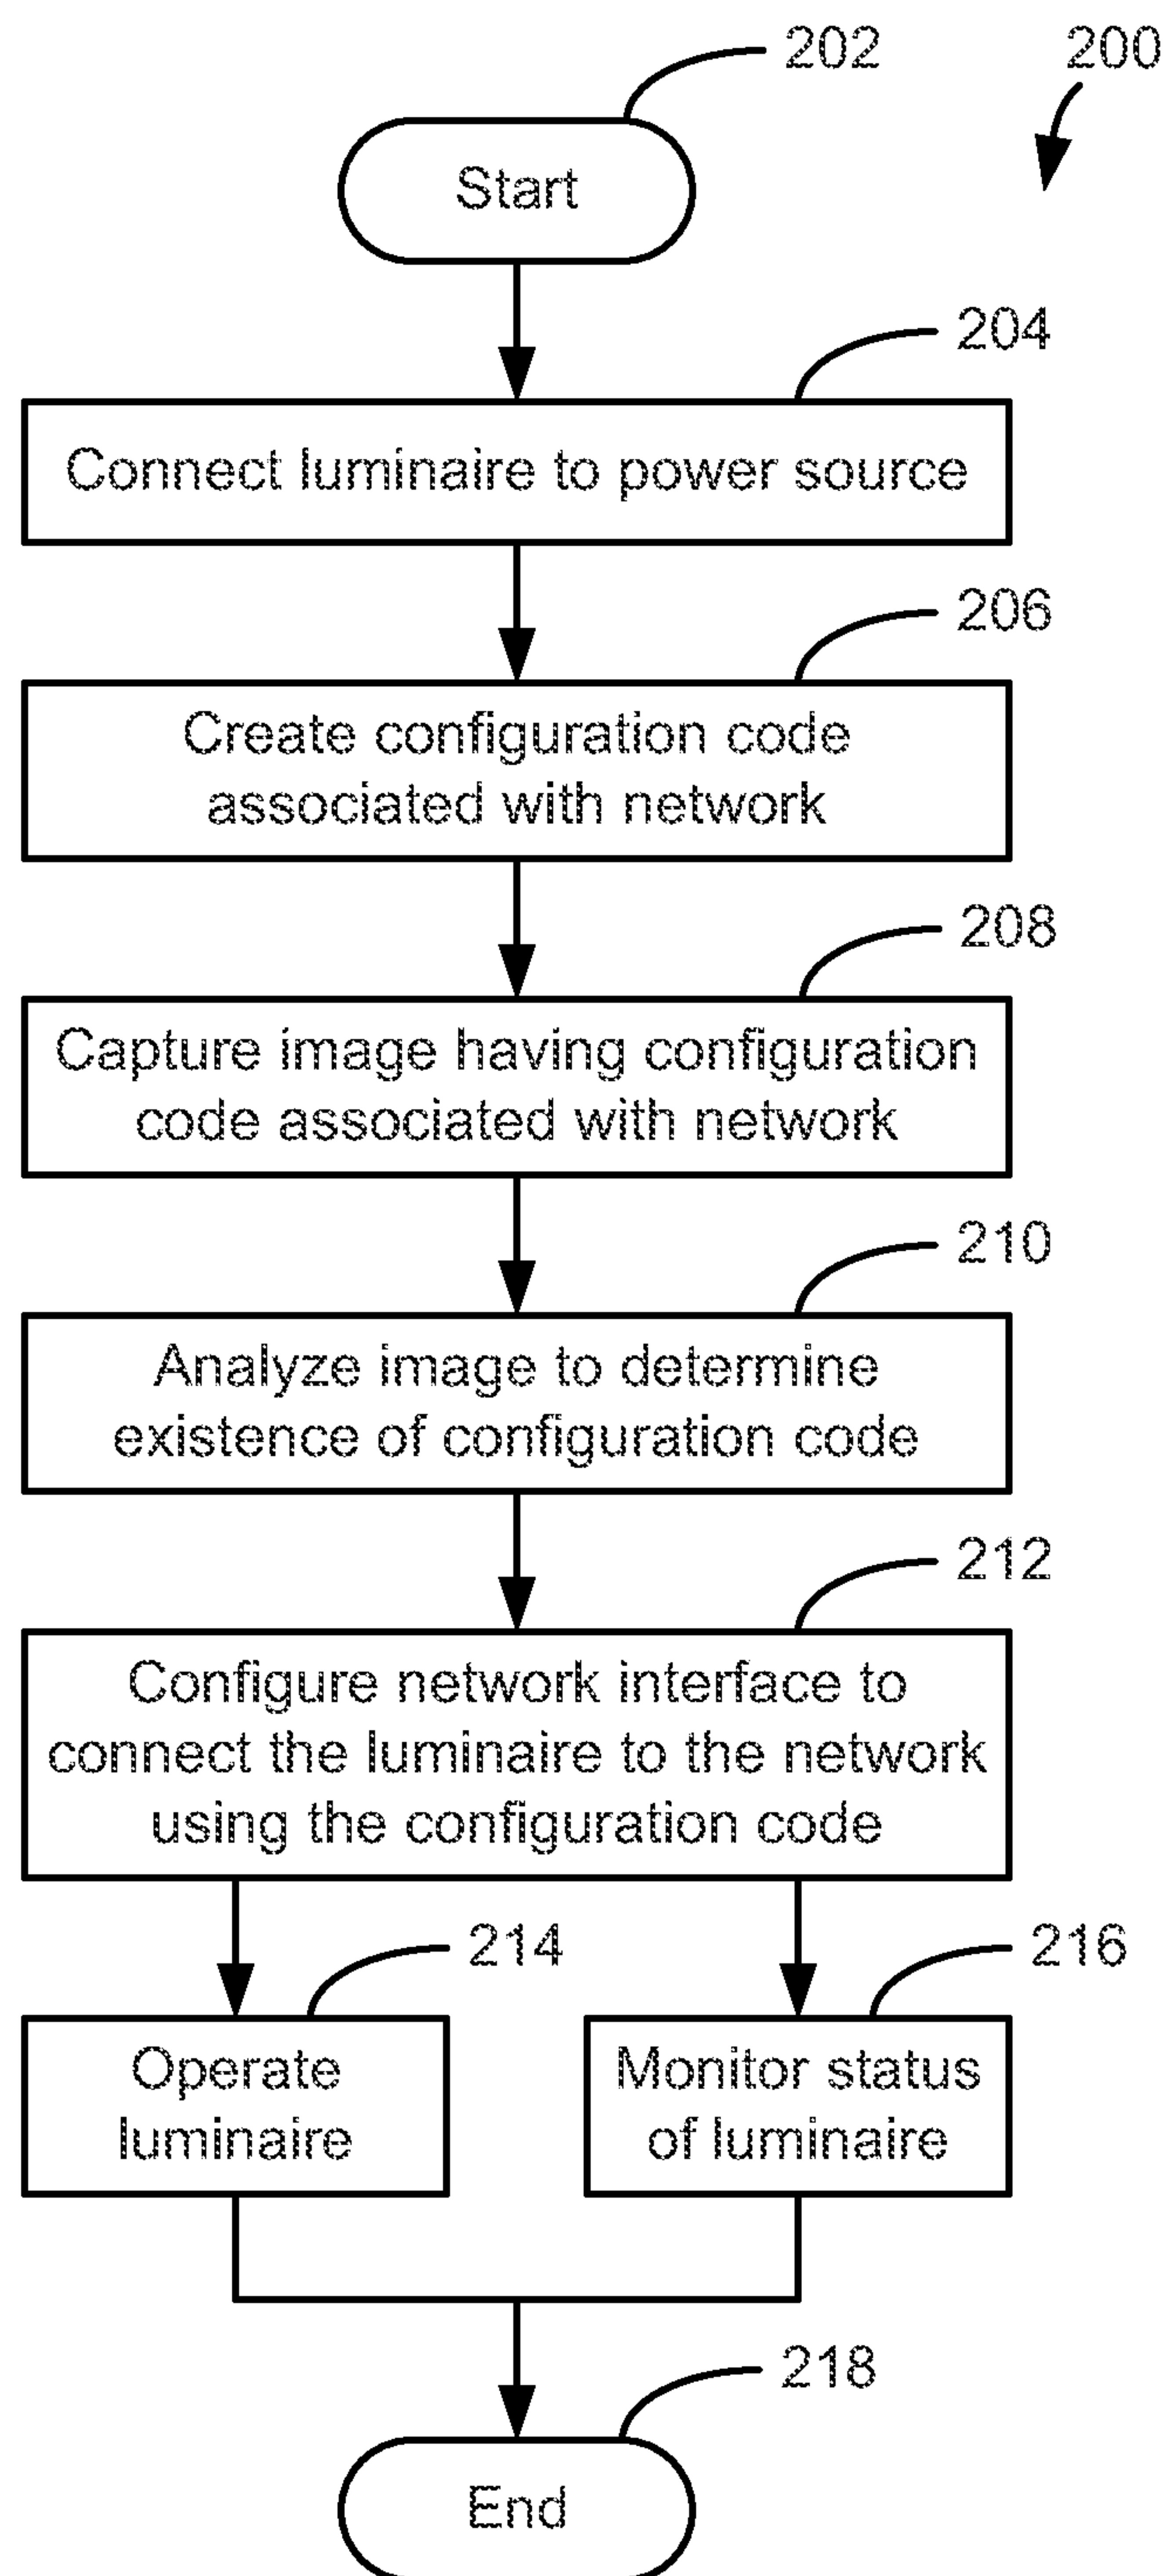 202
200
Start
204
Connect luminaire to power source
206
Create configuration code
associated with network
208
Capture image having configuration
code associated with network
210
Analyze image to determine
existence of configuration code
212
Configure network interface to
connect the luminaire to the network
using the configuration code
214
216
Operate
luminaire
Monitor status
of luminaire
218
End